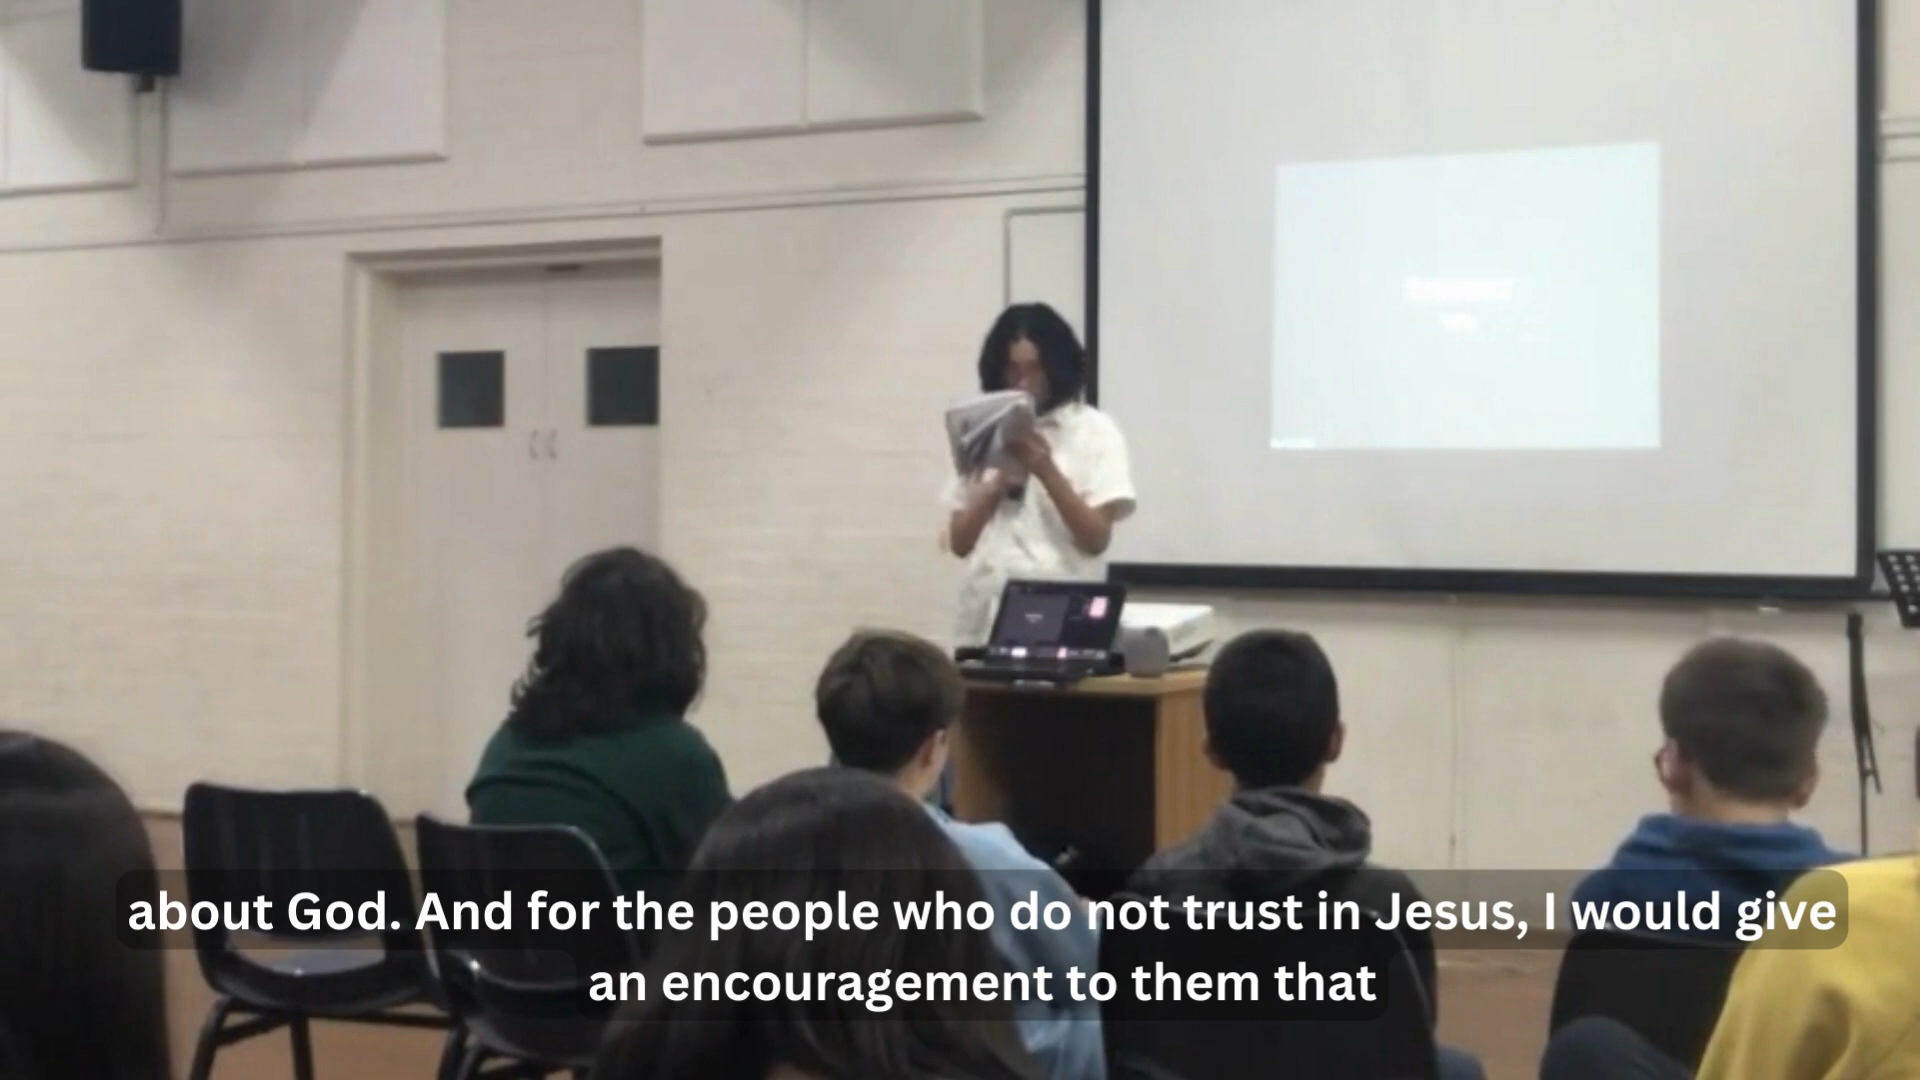 about God. And for the people who do not trust in Jesus, I would give
an encouragement to them that